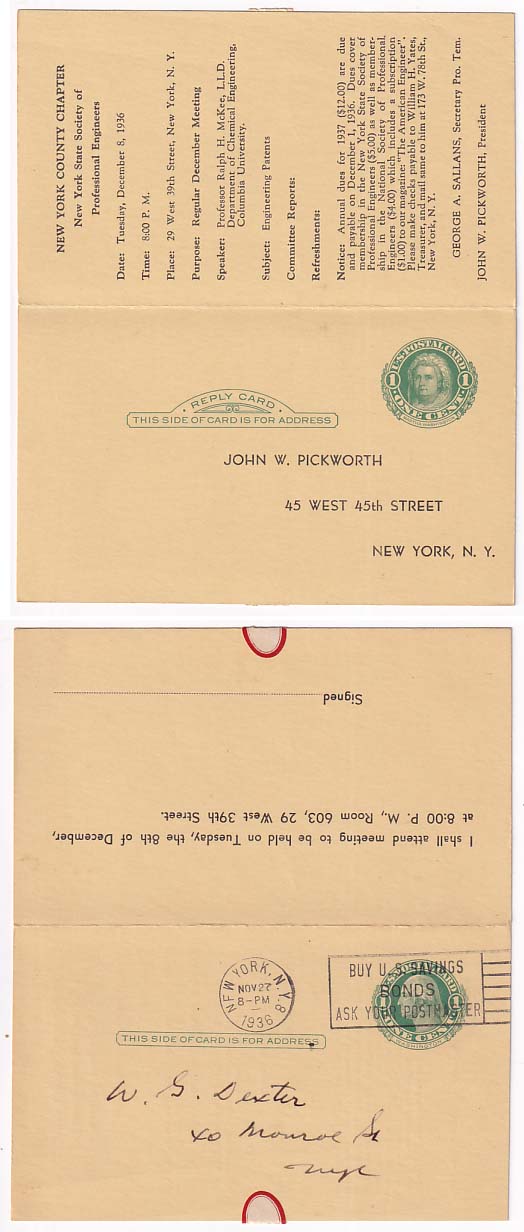 NEW YORK COUNTY CHAPTER
New York State Society of
Professional Engineers
Date: Tuesday, December 8, 1936
Time: 8:00 P. M.
Place: 29 West 39th Street, New York, N. Y.
Purpose: Regular December Meeting
Speaker: Professor Ralph H. McKee, LL.D.
Department of Chemical Engineering,
Columbia University.
Subject: Engineering Patents
Committee Reports:
Refreshments:
Notice: Annual dues for 1937 ($12.00) are due
and payable on December 1, 1936. Dues cover
membership in the New York State Society of
Professional Engineers ($5.00) as well as member-
ship in the National Society of Professional
Engineers ($4.00) which includes a subscription
($1.00) to our magazine: "The American Engineer".
Please make checks payable to William H. Yates,
Treasurer, and mail same to him at 173 W. 78th St.,
New York, N. Y.
GEORGE A. SALLANS, Secretary Pro. Tem.
JOHN W. PICKWORTH, President
REPLY CARD
THIS SIDE OF CARD IS FOR ADDRESS
U.S. POSTAL CARD
1 1
ONE CENT
JOHN W. PICKWORTH
45 WEST 45th STREET
NEW YORK, N. Y.
I shall attend meeting to be held on Tuesday, the 8th of December,
at 8:00 P. M., Room 603, 29 West 39th Street.
Signed
NEW YORK, N.Y. 8
NOV 27
8-PM
1936
BUY U. S. SAVINGS
BONDS
ASK YOUR POSTMASTER
1
ONE CENT
WASHINGTON
THIS SIDE OF CARD IS FOR ADDRESS
W. G. Dexter
40 Monroe St
NYC